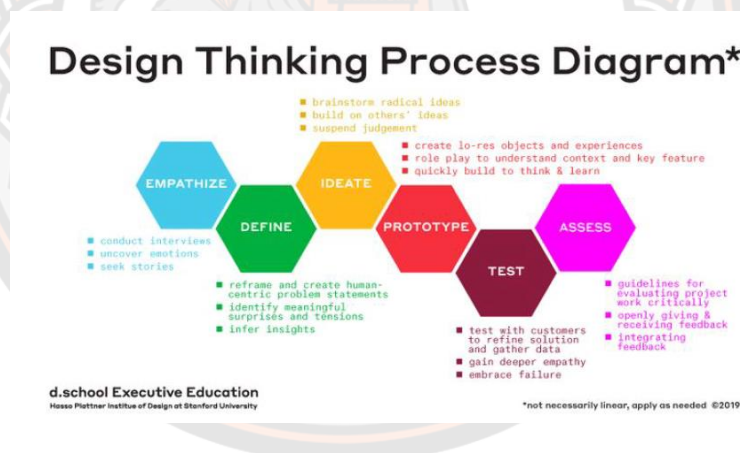 Design Thinking Process Diagram*
■ brainstorm radical ideas
■ build on others' ideas
■ suspend judgement
■ create lo-res objects and experiences
■ role play to understand context and key feature
■ quickly build to think & learn
EMPATHIZE
IDEATE
DEFINE
PROTOTYPE
ASSESS
TEST
■ conduct interviews
■ uncover emotions
■ seek stories
■ reframe and create human-
centric problem statements
■ identify meaningful
surprises and tensions
■ infer insights
■ guidelines for
evaluating project
work critically
■ openly giving &
receiving feedback
■ integrating
feedback
■ test with customers
to refine solution
and gather data
■ gain deeper empathy
■ embrace failure
d.school Executive Education
Hasso Plattner Institue of Design at Stanford University
*not necessarily linear, apply as needed ©2019